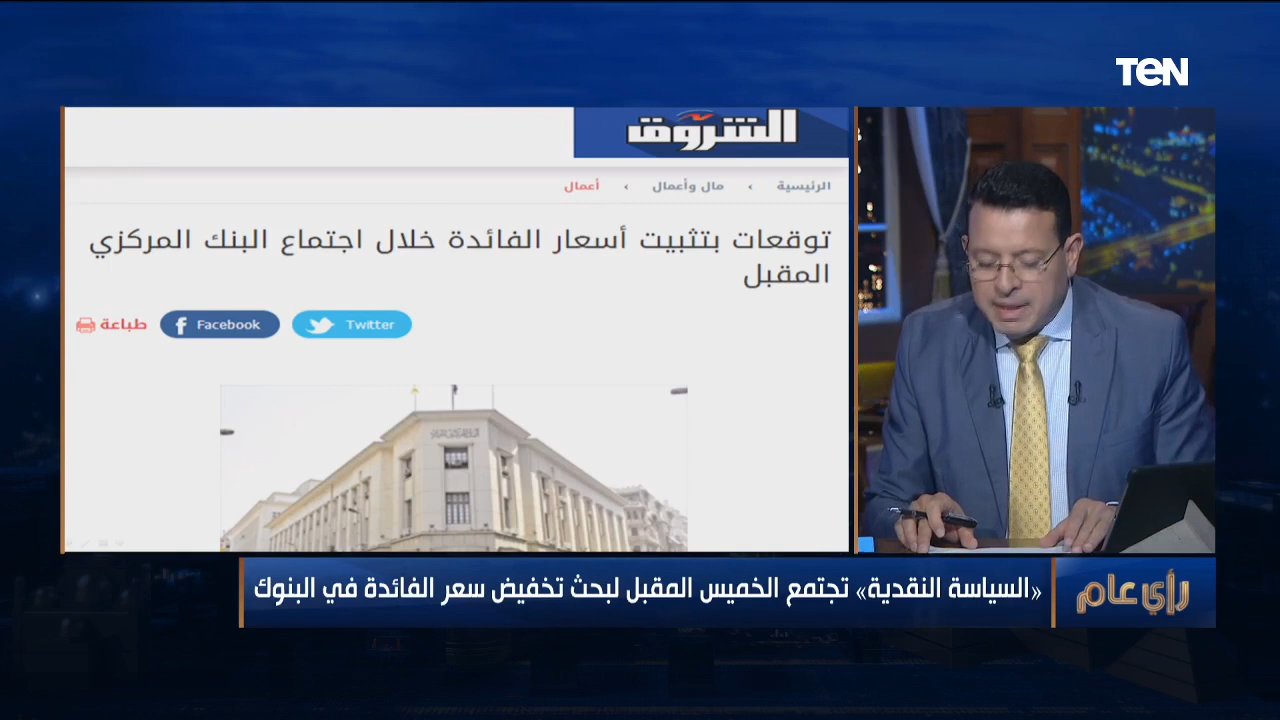 TEN
الشروق
الرئيسية › مال وأعمال › أعمال
توقعات بتثبيت أسعار الفائدة خلال اجتماع البنك المركزي
المقبل
Twitter Facebook طباعة
رأي عام
«السياسة النقدية» تجتمع الخميس المقبل لبحث تخفيض سعر الفائدة في البنوك